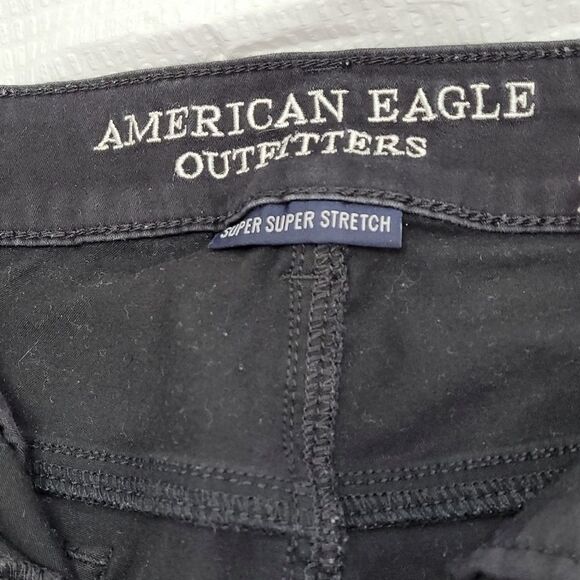 AMERICAN EAGLE
OUTFITTERS
SUPER SUPER STRETCH